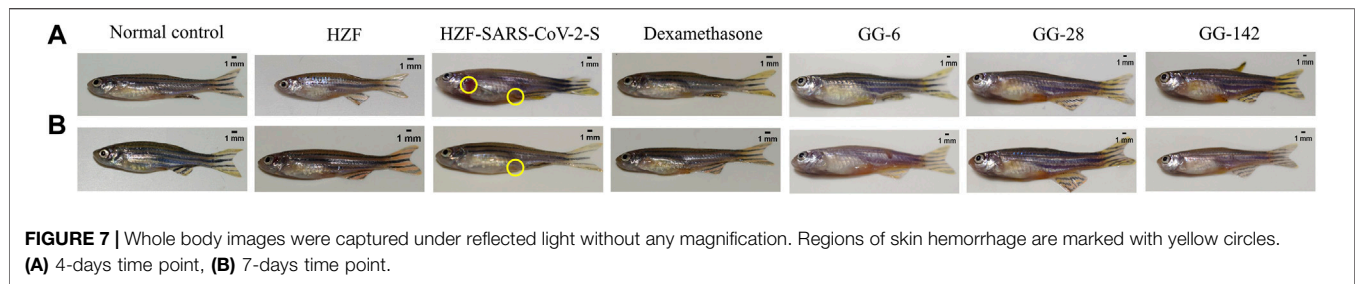 A Normal control HZF HZF-SARS-CoV-2-S Dexamethasone GG-6 GG-28 GG-142
1 mm 1 mm 1 mm 1 mm 1 mm 1 mm 1 mm
B
1 mm 1 mm 1 mm 1 mm 1 mm 1 mm 1 mm
FIGURE 7 | Whole body images were captured under reflected light without any magnification. Regions of skin hemorrhage are marked with yellow circles.
(A) 4-days time point, (B) 7-days time point.